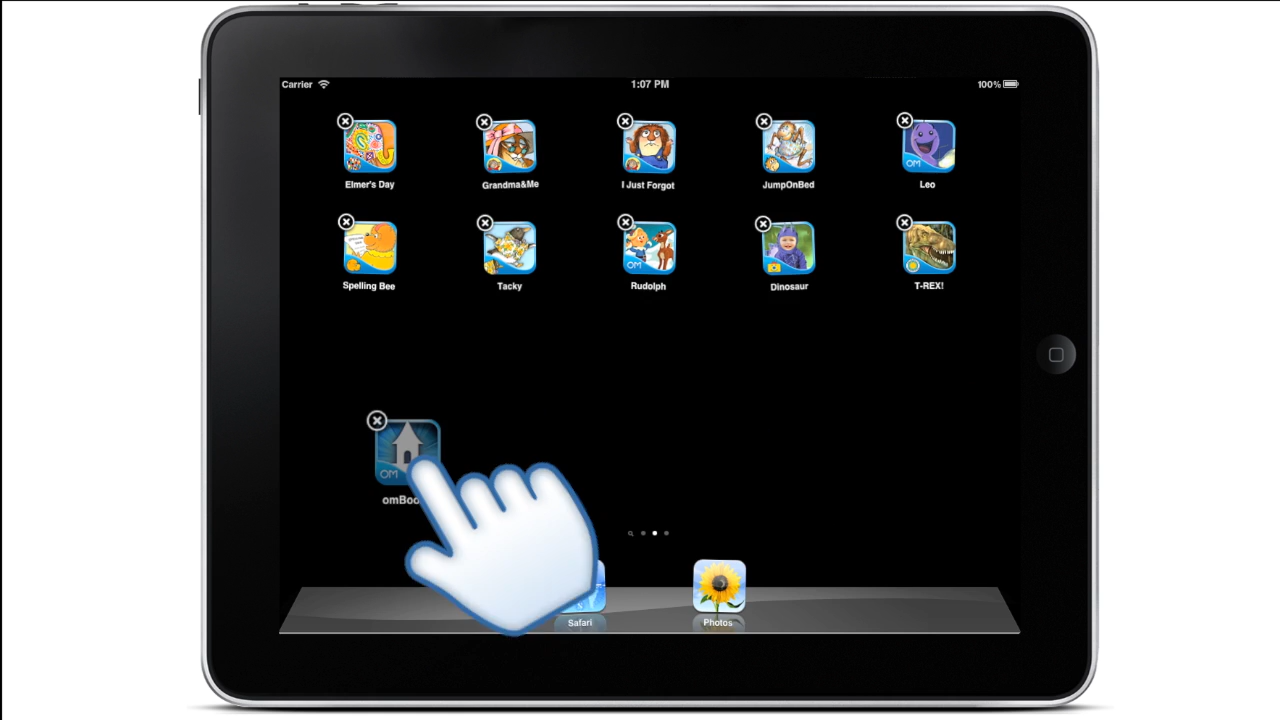 Carrier 1:07 PM 100%
Elmer's Day Grandma&Me I Just Forgot JumpOnBed Leo
OM
Spelling Bee Tacky Rudolph Dinosaur T-REX!
OM
OM
Safari Photos